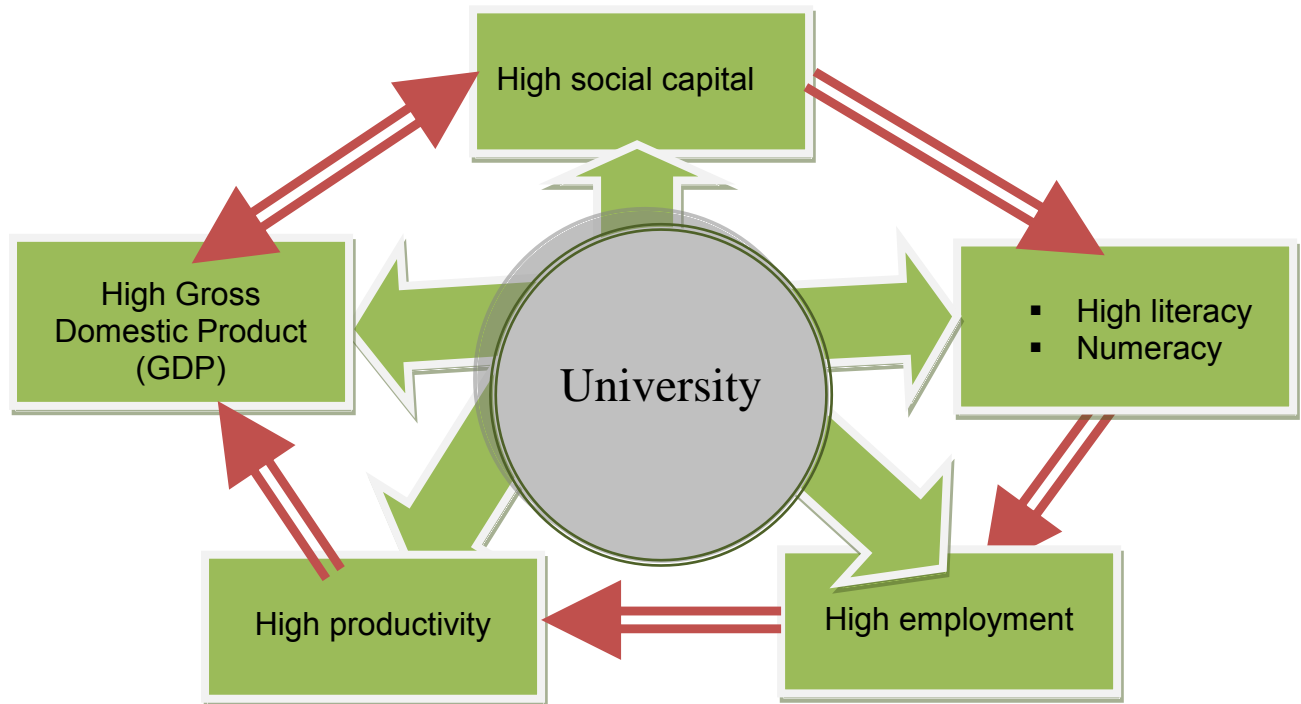 High social capital
High Gross
Domestic Product
(GDP)
▪ High literacy
▪ Numeracy
University
High productivity
High employment